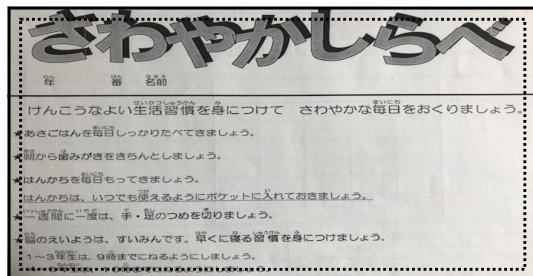 さわやかしらべ
年 番 名前
けんこうなよい生活習慣を身につけて さわやかな毎日をおくりましょう。
★あさごはんを毎日しっかりたべてきましょう。
★朝から歯みがきをきちんとしましょう。
★はんかちを毎日もってきましょう。
はんかちは、いつでも使えるようにポケットに入れておきましょう。
★一週間に一度は、手・足のつめを切りましょう。
★脳のえいようは、すいみんです。早くに寝る習慣を身につけましょう。
1～3年生は、9時までにねるようにしましょう。